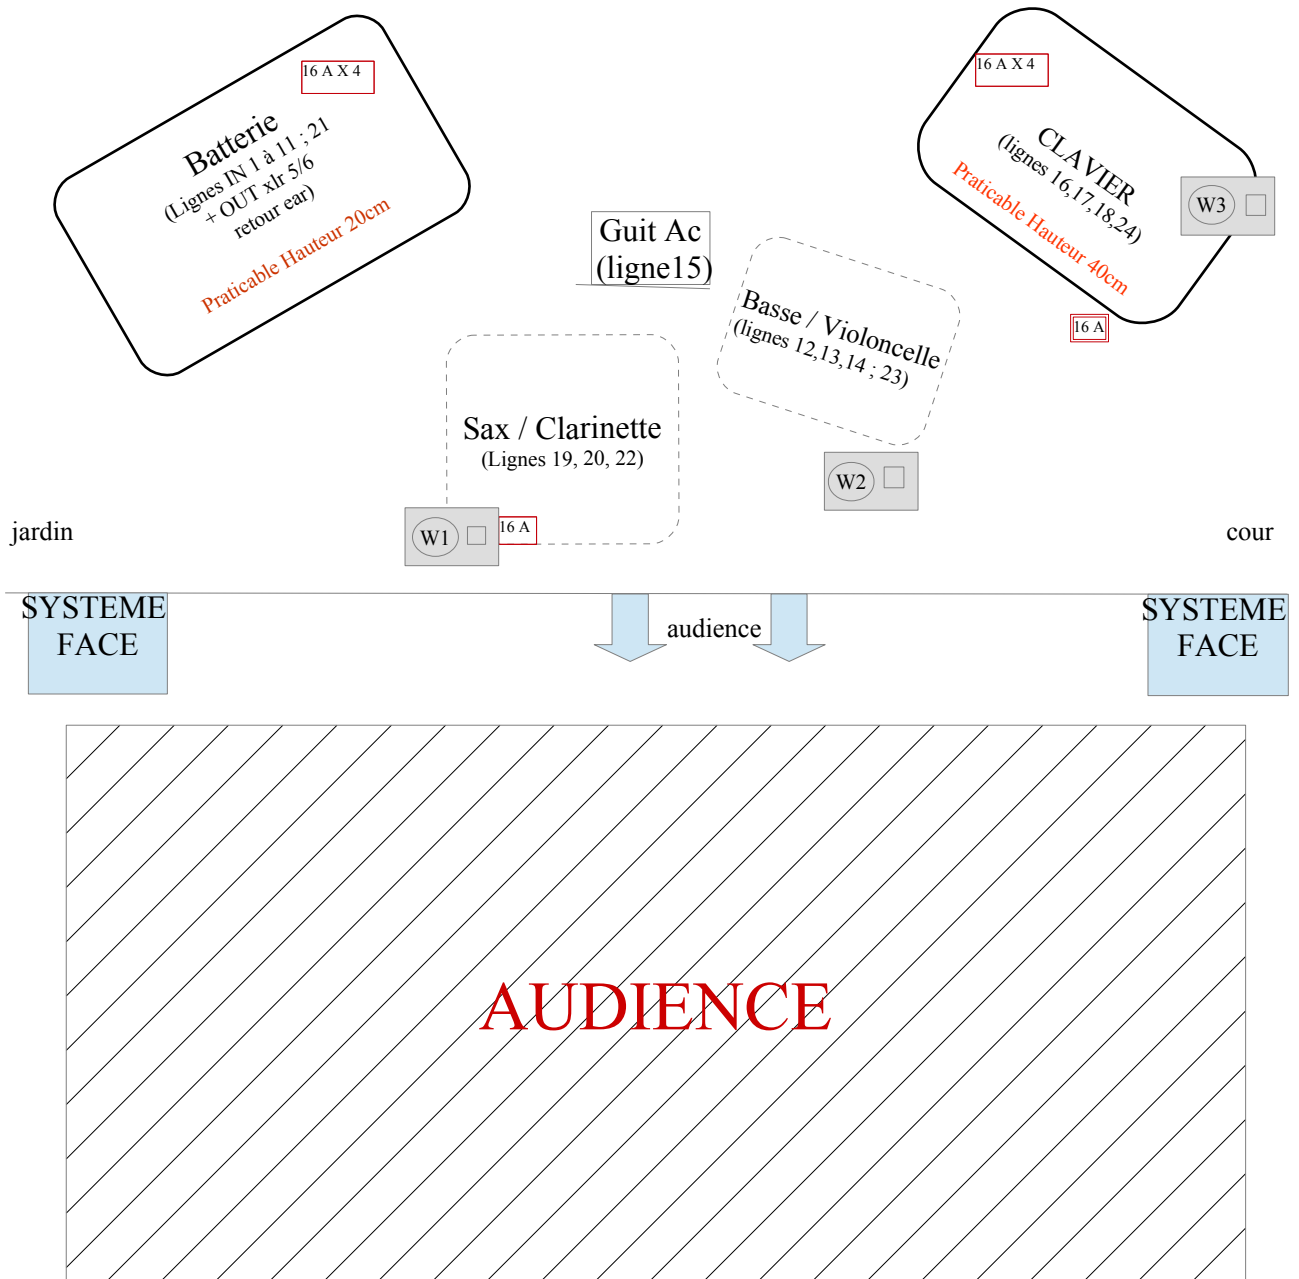 16 A X 4
Batterie
(Lignes IN 1 à 11 ; 21
+ OUT xlr 5/6
retour ear)
Praticable Hauteur 20cm
16 A X 4
CLAVIER
(lignes 16,17,18,24)
Praticable Hauteur 40cm
W3
16 A
Guit Ac
(ligne15)
Basse / Violoncelle
(lignes 12,13,14 ; 23)
Sax / Clarinette
(Lignes 19, 20, 22)
W2
W1
16 A
jardin
cour
SYSTEME
FACE
audience
SYSTEME
FACE
AUDIENCE